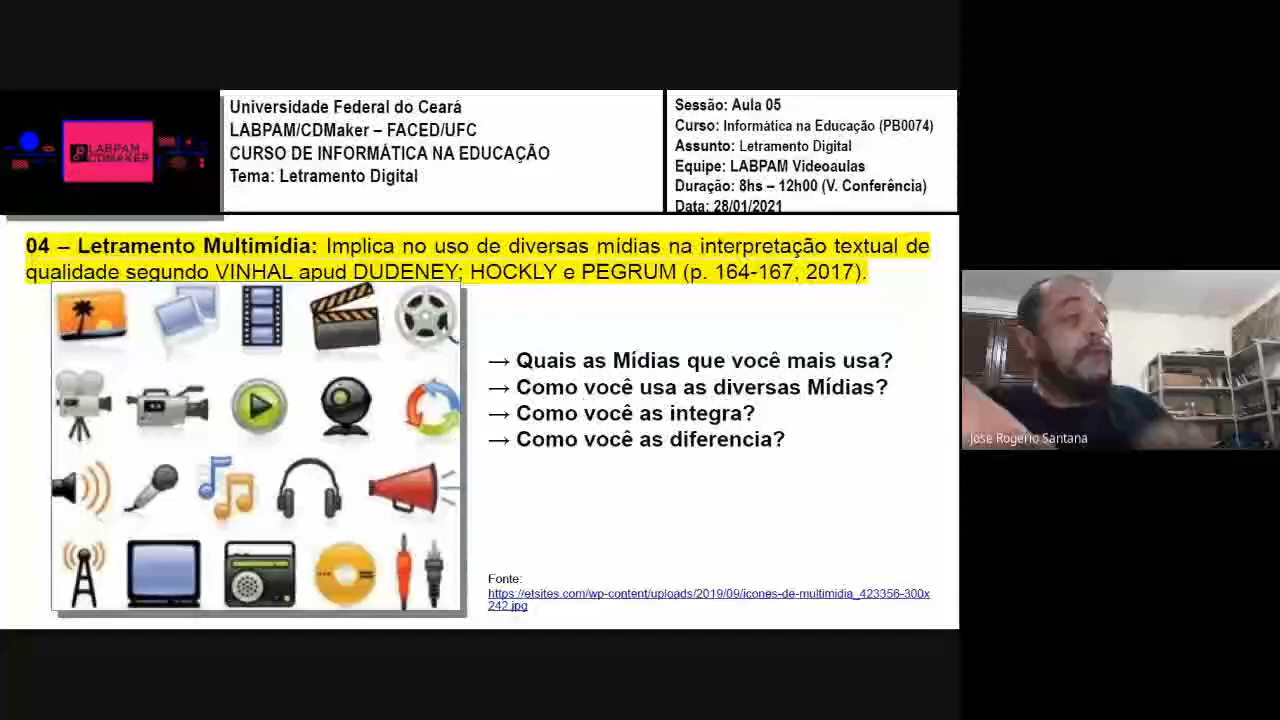 LABPAM
CDMAKER
Universidade Federal do Ceará
LABPAM/CDMaker – FACED/UFC
CURSO DE INFORMÁTICA NA EDUCAÇÃO
Tema: Letramento Digital
Sessão: Aula 05
Curso: Informática na Educação (PB0074)
Assunto: Letramento Digital
Equipe: LABPAM Videoaulas
Duração: 8hs – 12h00 (V. Conferência)
Data: 28/01/2021
04 – Letramento Multimídia: Implica no uso de diversas mídias na interpretação textual de
qualidade segundo VINHAL apud DUDENEY; HOCKLY e PEGRUM (p. 164-167, 2017).
→ Quais as Mídias que você mais usa?
→ Como você usa as diversas Mídias?
→ Como você as integra?
→ Como você as diferencia?
Fonte:
https://etsites.com/wp-content/uploads/2019/09/icones-de-multimidia_423356-300x
242.jpg
José Rogério Santana